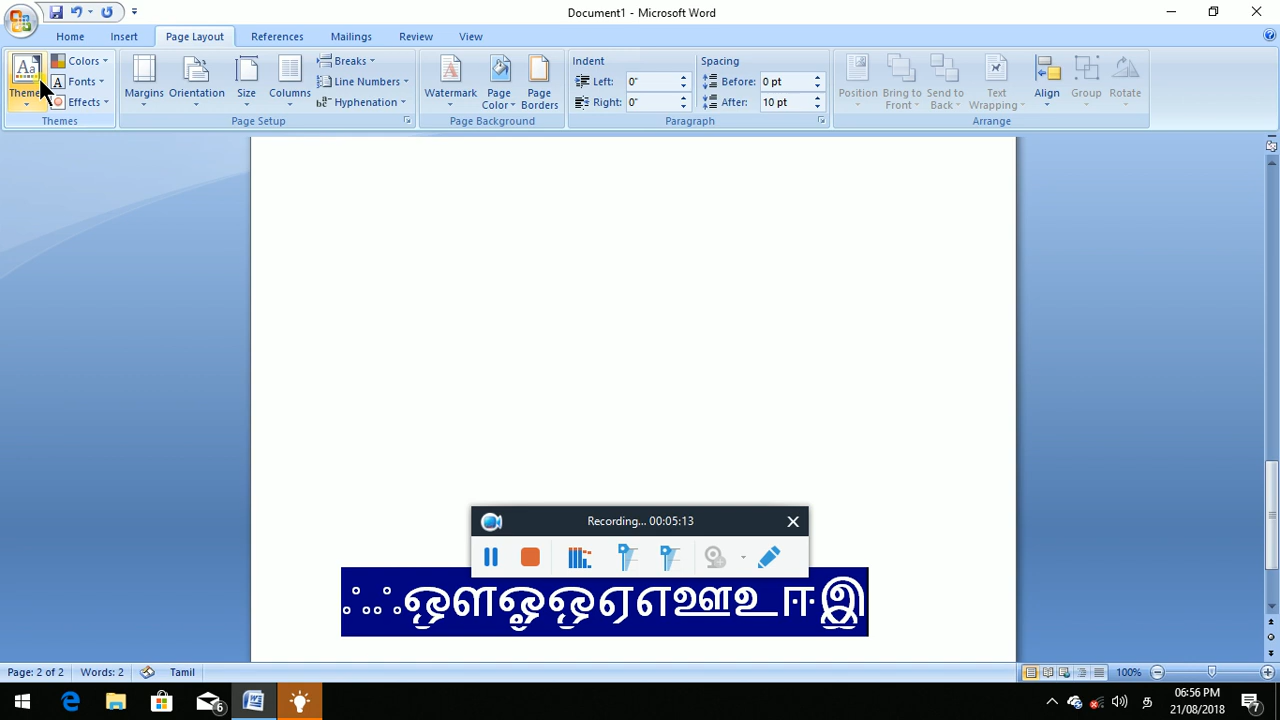 Document1 - Microsoft Word
Home Insert Page Layout References Mailings Review View
Themes
Colors
Fonts
Effects
Themes
Margins Orientation Size Columns
Breaks
Line Numbers
Hyphenation
Page Setup
Watermark Page Color Page Borders
Page Background
Indent
Left: 0"
Right: 0"
Spacing
Before: 0 pt
After: 10 pt
Paragraph
Position Bring to Front Send to Back Text Wrapping Align Group Rotate
Arrange
Recording... 00:05:13
ஃஔஓஒஏஎஊஉஈஇ
Page: 2 of 2 Words: 2 Tamil 100%
6
06:56 PM
21/08/2018
7